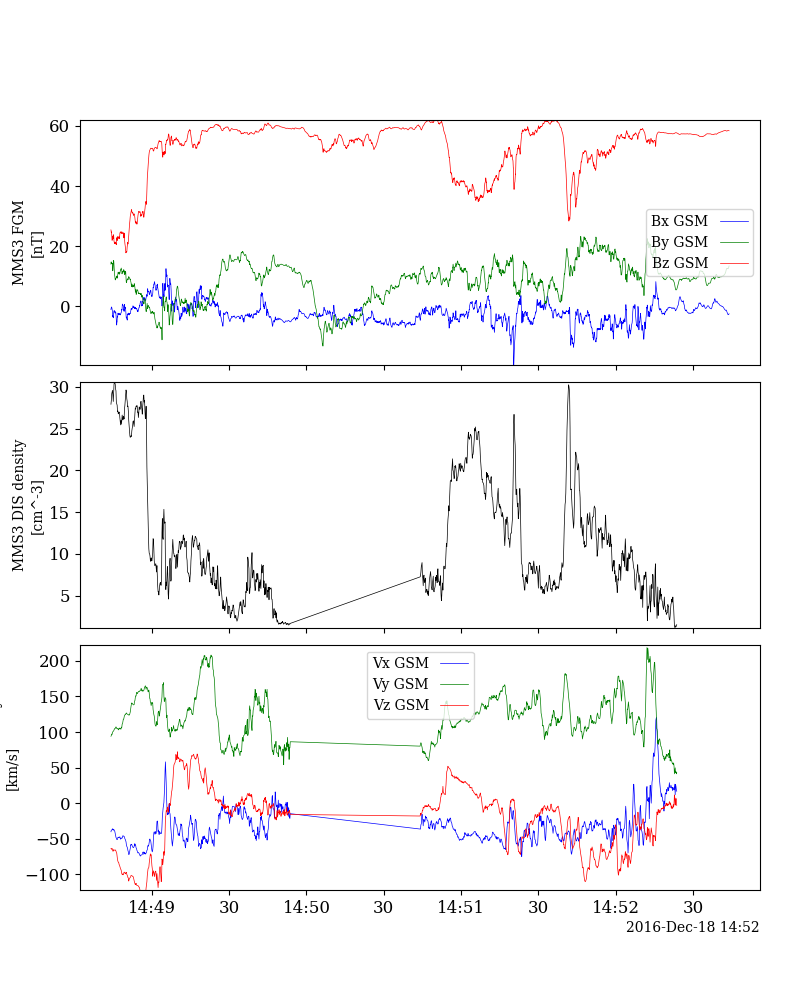 60
40
20
0
MMS3 FGM
[nT]
Bx GSM
By GSM
Bz GSM
30
25
20
15
10
5
MMS3 DIS density
[cm^-3]
200
150
100
50
0
−50
−100
[km/s]
Vx GSM
Vy GSM
Vz GSM
14:49 30 14:50 30 14:51 30 14:52 30
2016-Dec-18 14:52